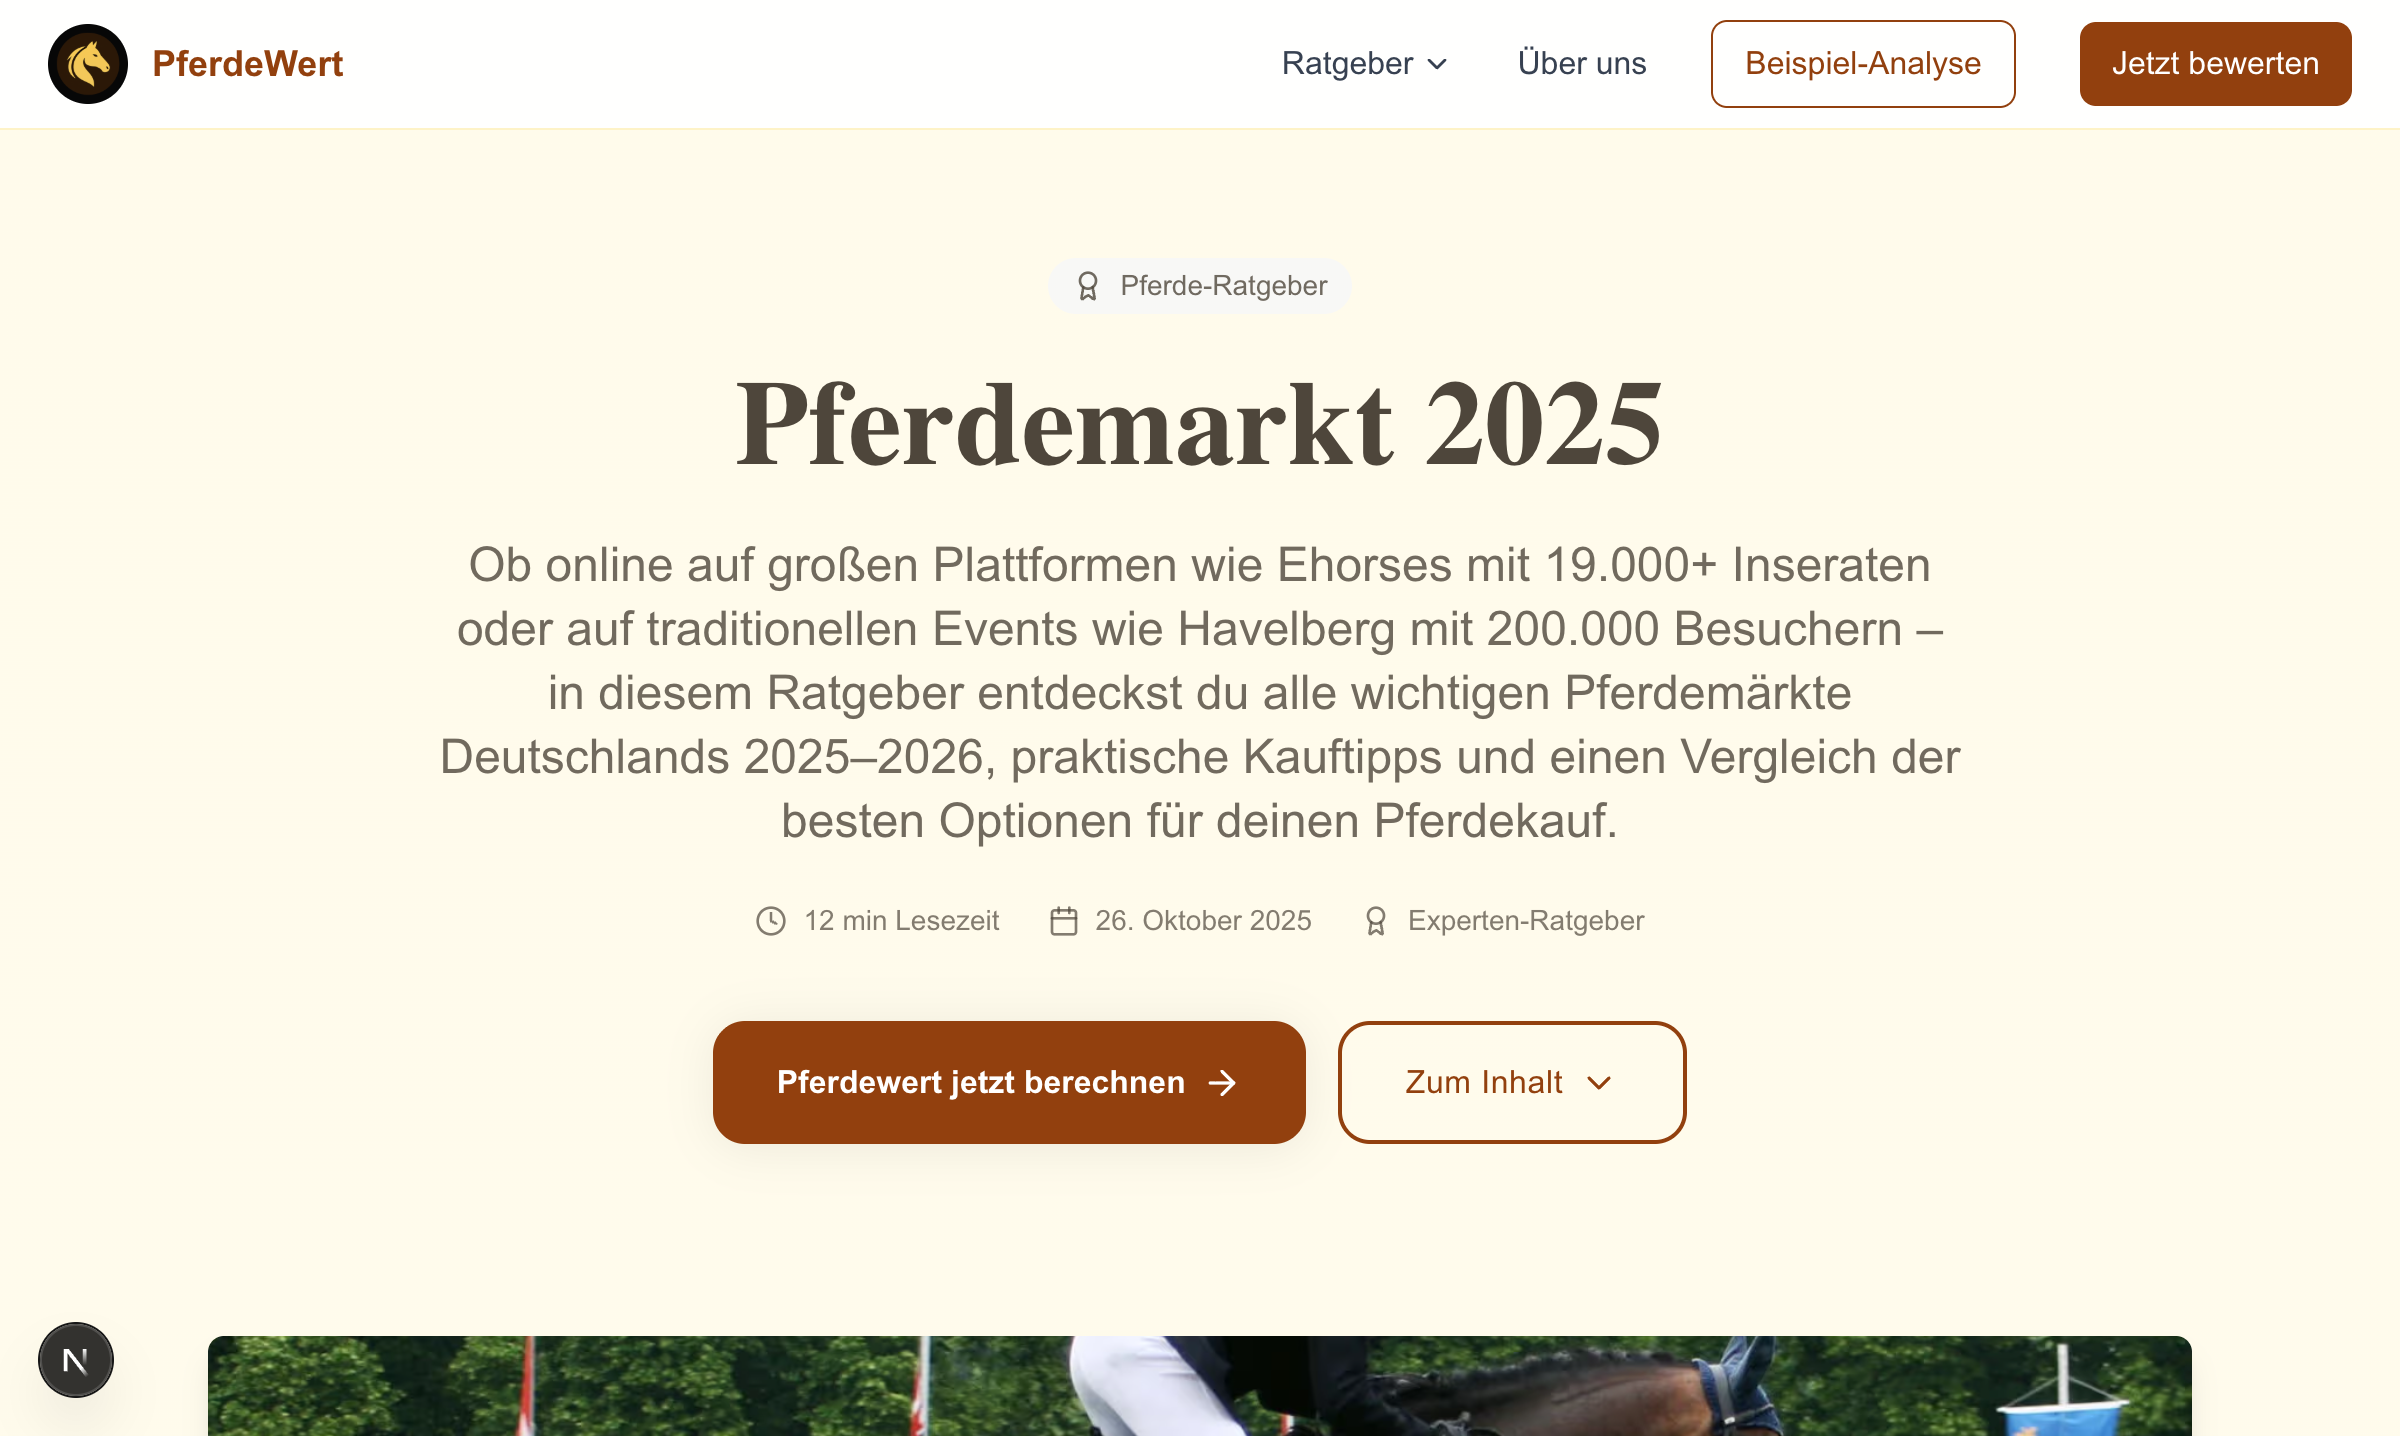 PferdeWert
Ratgeber
Über uns
Beispiel-Analyse
Jetzt bewerten
Pferde-Ratgeber
Pferdemarkt 2025
Ob online auf großen Plattformen wie Ehorses mit 19.000+ Inseraten
oder auf traditionellen Events wie Havelberg mit 200.000 Besuchern –
in diesem Ratgeber entdeckst du alle wichtigen Pferdemärkte
Deutschlands 2025–2026, praktische Kauftipps und einen Vergleich der
besten Optionen für deinen Pferdekauf.
12 min Lesezeit
26. Oktober 2025
Experten-Ratgeber
Pferdewert jetzt berechnen
Zum Inhalt
N